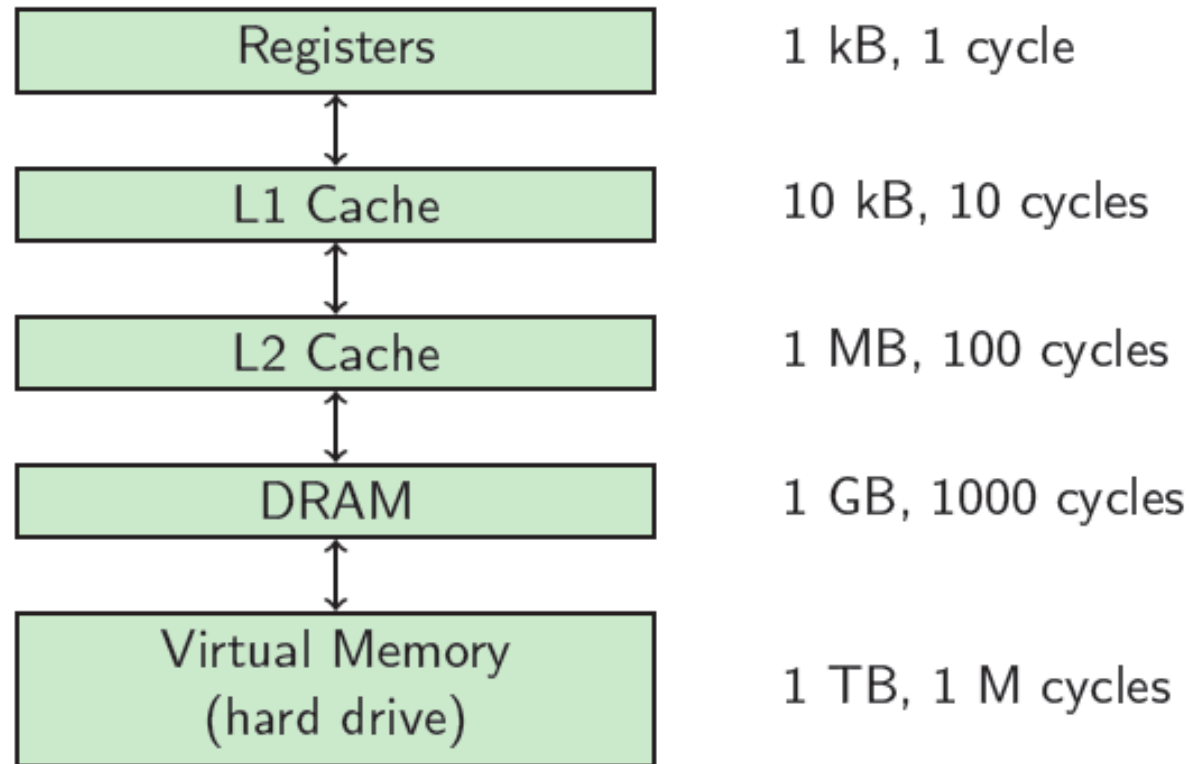 Registers
1 kB, 1 cycle
L1 Cache
10 kB, 10 cycles
L2 Cache
1 MB, 100 cycles
DRAM
1 GB, 1000 cycles
Virtual Memory
(hard drive)
1 TB, 1 M cycles